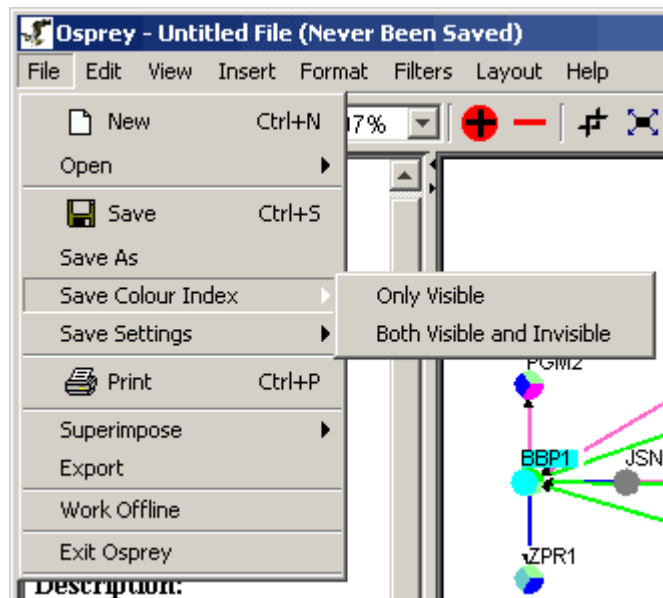 Osprey - Untitled File (Never Been Saved)
File Edit View Insert Format Filters Layout Help
New Ctrl+N
7%
Open
Save Ctrl+S
Save As
Save Colour Index
Only Visible
Save Settings
Both Visible and Invisible
PGM2
Print Ctrl+P
Superimpose
BBP1
JSN
Export
Work Offline
Exit Osprey
ZPR1
Description: